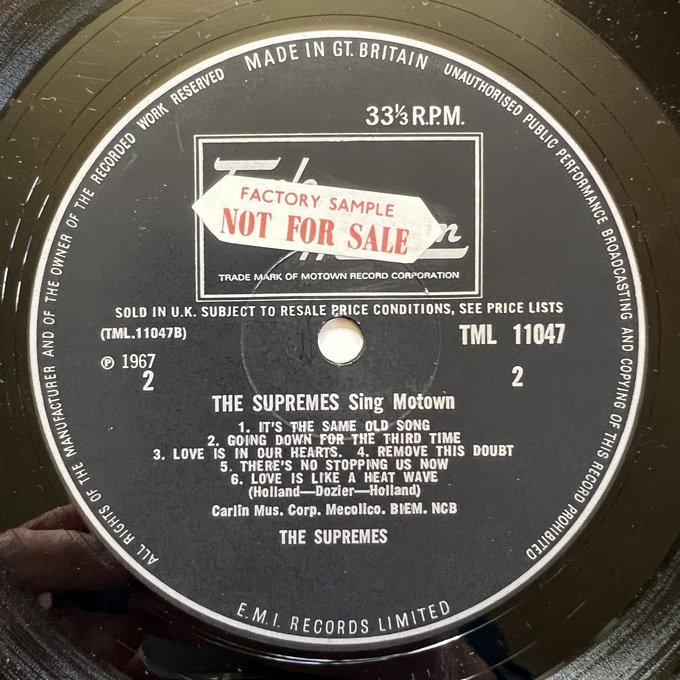 MADE IN GT. BRITAIN
UNAUTHORISED PUBLIC PERFORMANCE BROADCASTING AND COPYING OF THIS RECORD PROHIBITED
E.M.I. RECORDS LIMITED
ALL RIGHTS OF THE MANUFACTURER AND OF THE OWNER OF THE RECORDED WORK RESERVED
33⅓ R.P.M.
FACTORY SAMPLE
NOT FOR SALE
TRADE MARK OF MOTOWN RECORD CORPORATION
SOLD IN U.K. SUBJECT TO RESALE PRICE CONDITIONS, SEE PRICE LISTS
(TML.11047B) TML 11047
℗ 1967
2 2
THE SUPREMES Sing Motown
1. IT'S THE SAME OLD SONG
2. GOING DOWN FOR THE THIRD TIME
3. LOVE IS IN OUR HEARTS. 4. REMOVE THIS DOUBT
5. THERE'S NO STOPPING US NOW
6. LOVE IS LIKE A HEAT WAVE
(Holland—Dozier—Holland)
Carlin Mus. Corp. Mecolico. BIEM. NCB
THE SUPREMES